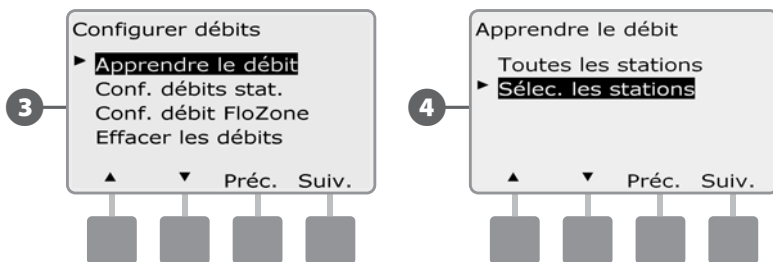 3
Configurer débits
► Apprendre le débit
Conf. débits stat.
Conf. débit FloZone
Effacer les débits
▲ ▼ Préc. Suiv.
4
Apprendre le débit
Toutes les stations
► Sélec. les stations
▲ ▼ Préc. Suiv.